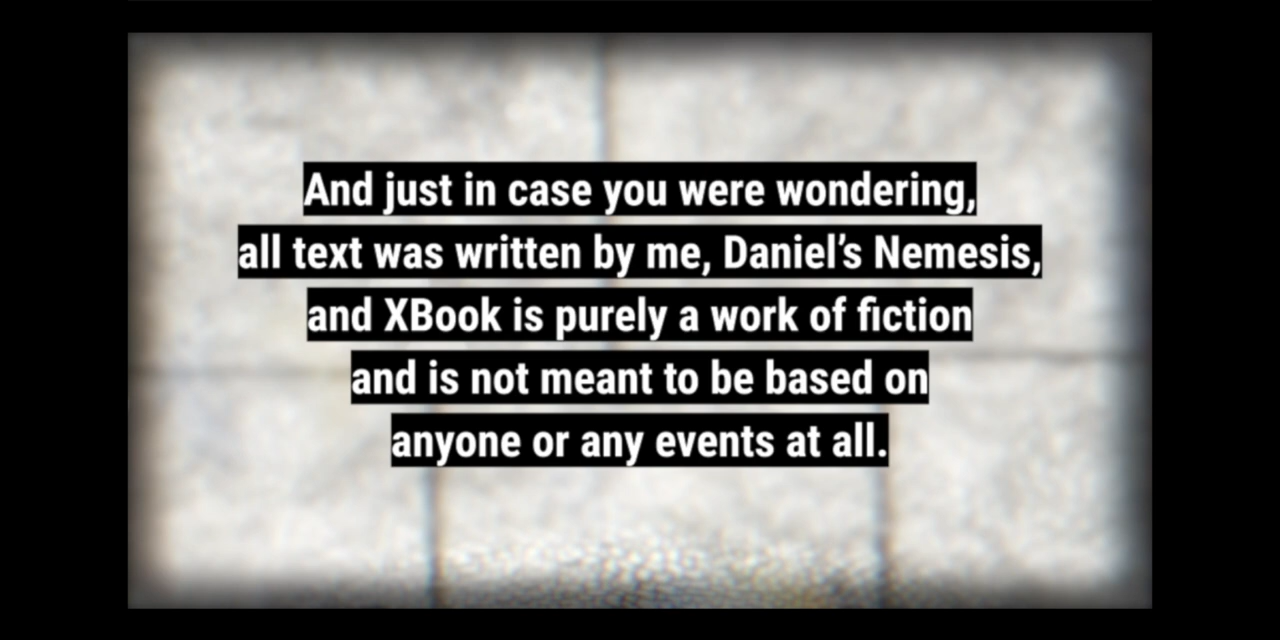 And just in case you were wondering,
all text was written by me, Daniel’s Nemesis,
and XBook is purely a work of fiction
and is not meant to be based on
anyone or any events at all.